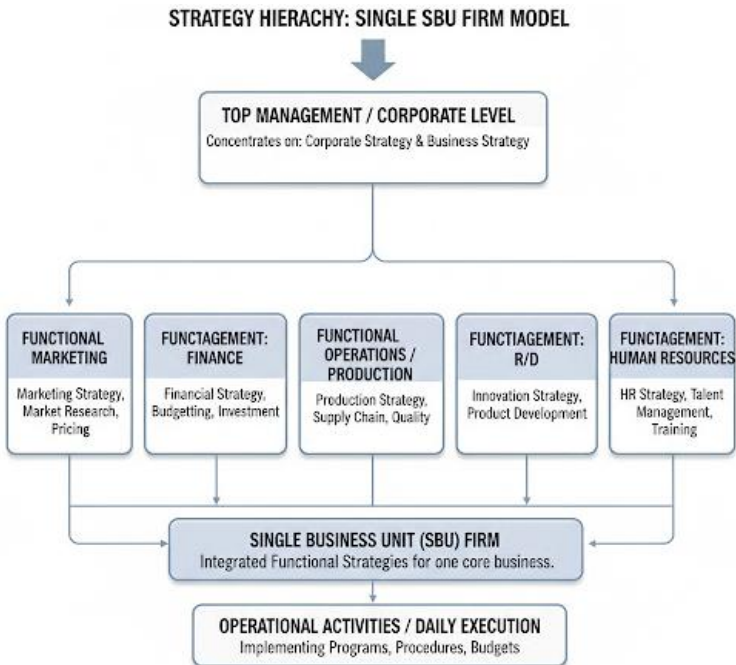 STRATEGY HIERACHY: SINGLE SBU FIRM MODEL
TOP MANAGEMENT / CORPORATE LEVEL
Concentrates on: Corporate Strategy & Business Strategy
FUNCTIONAL
MARKETING
Marketing Strategy,
Market Research,
Pricing
FUNCTAGEMENT:
FINANCE
Financial Strategy,
Budgetting, Investment
FUNCTIONAL
OPERATIONS /
PRODUCTION
Production Strategy,
Supply Chain, Quality
FUNCTIAGEMENT:
R/D
Innovation Strategy,
Product Development
FUNCTAGEMENT:
HUMAN RESOURCES
HR Strategy, Talent
Management,
Training
SINGLE BUSINESS UNIT (SBU) FIRM
Integrated Functional Strategies for one core business.
OPERATIONAL ACTIVITIES / DAILY EXECUTION
Implementing Programs, Procedures, Budgets